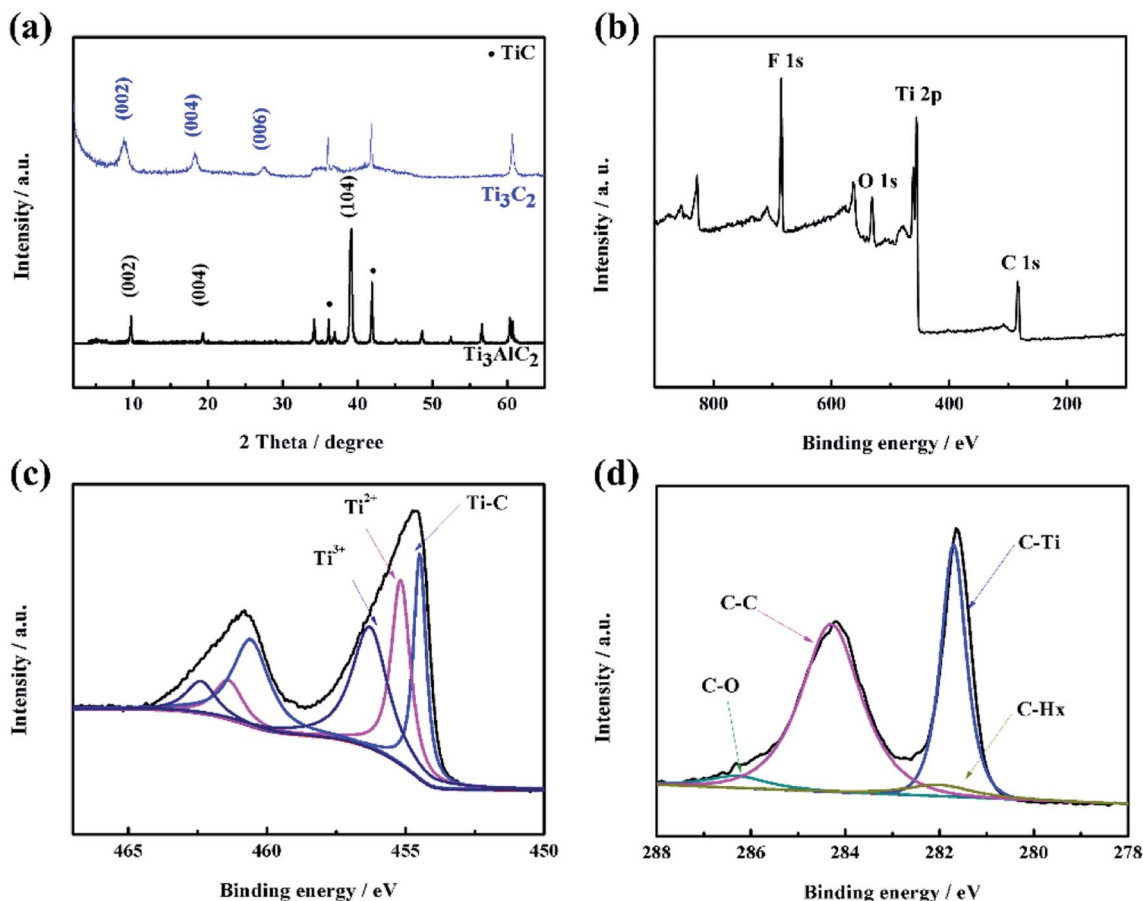 (a)
• TiC
(002)
(004)
(006)
Ti₃C₂
(104)
(002)
(004)
Ti₃AlC₂
Intensity / a.u.
10 20 30 40 50 60
2 Theta / degree
(b)
F 1s
Ti 2p
O 1s
C 1s
Intensity / a. u.
800 600 400 200
Binding energy / eV
(c)
Ti²⁺
Ti-C
Ti³⁺
Intensity / a.u.
465 460 455 450
Binding energy / eV
(d)
C-Ti
C-C
C-O
C-Hx
Intensity / a.u.
288 286 284 282 280 278
Binding energy / eV